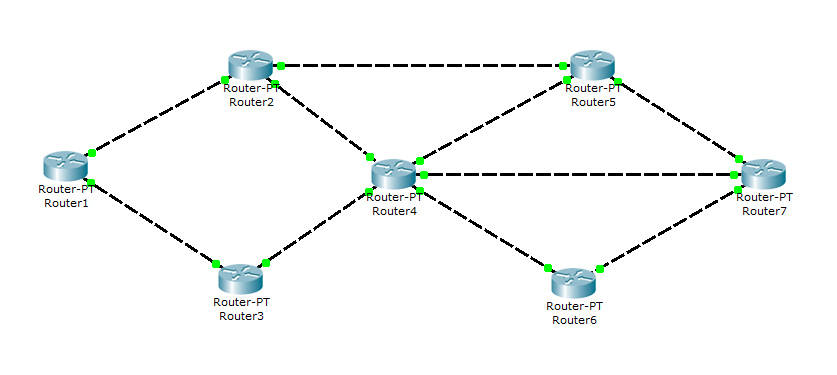 Router-PT
Router2
Router-PT
Router5
Router-PT
Router1
Router-PT
Router4
Router-PT
Router7
Router-PT
Router3
Router-PT
Router6